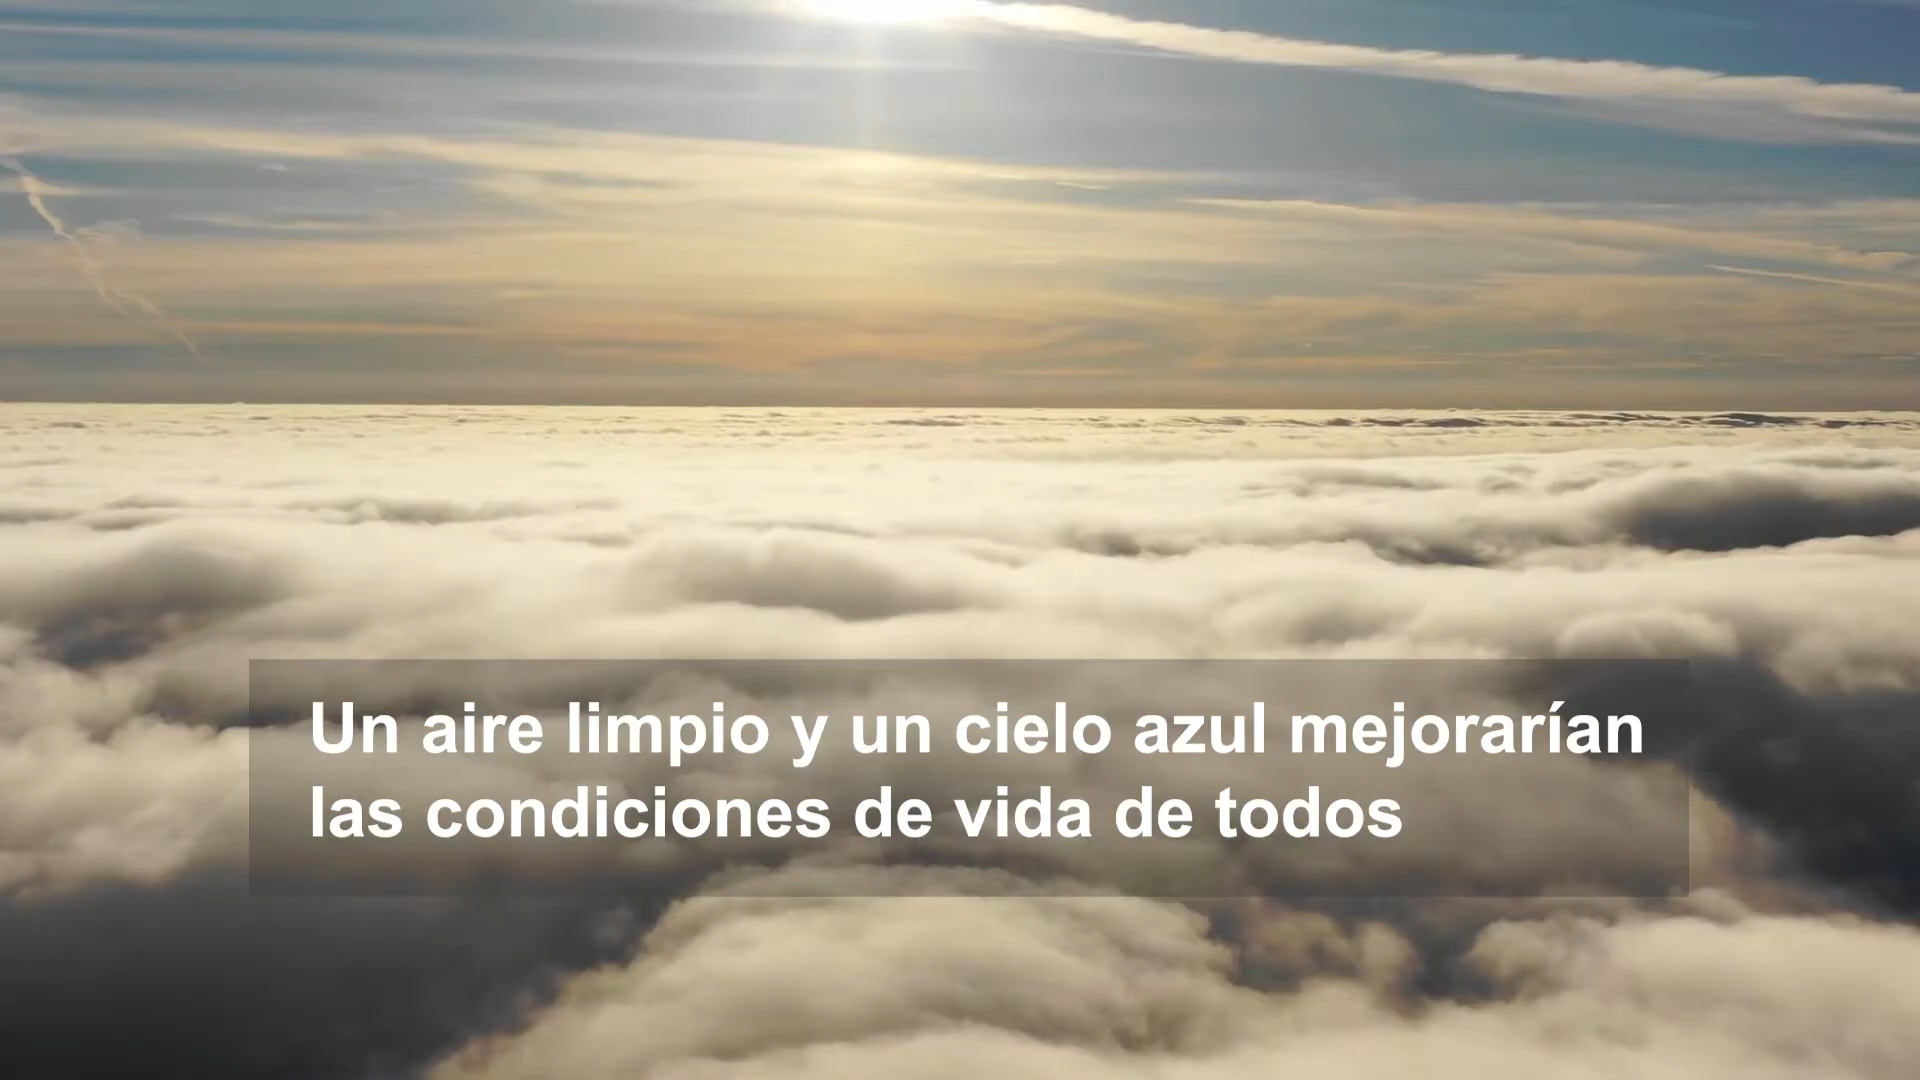 Un aire limpio y un cielo azul mejorarían
las condiciones de vida de todos